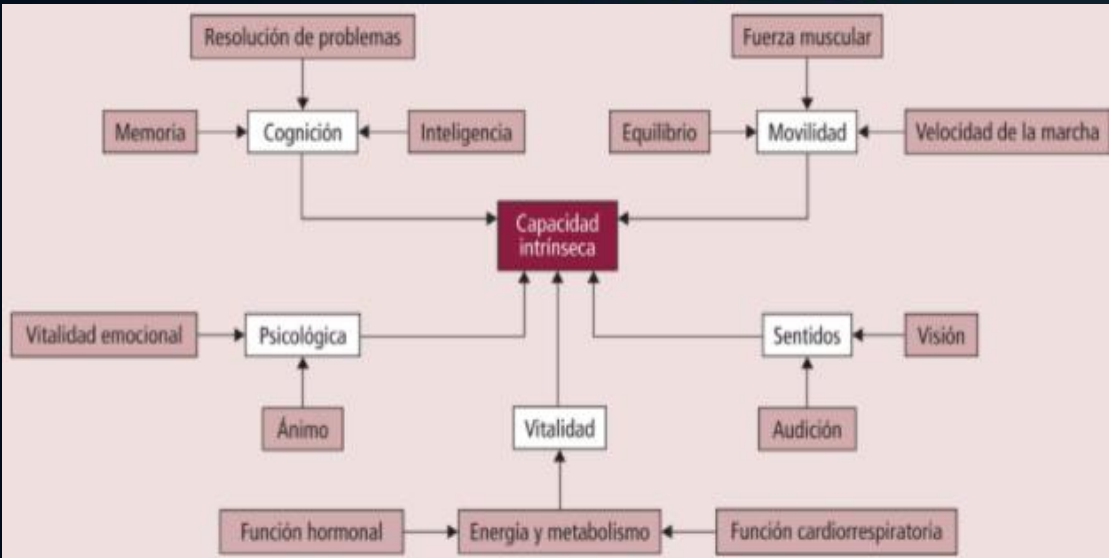 Resolución de problemas
Fuerza muscular
Memoria
Cognición
Inteligencia
Equilibrio
Movilidad
Velocidad de la marcha
Capacidad
intrínseca
Vitalidad emocional
Psicológica
Sentidos
Visión
Ánimo
Vitalidad
Audición
Función hormonal
Energía y metabolismo
Función cardiorrespiratoria